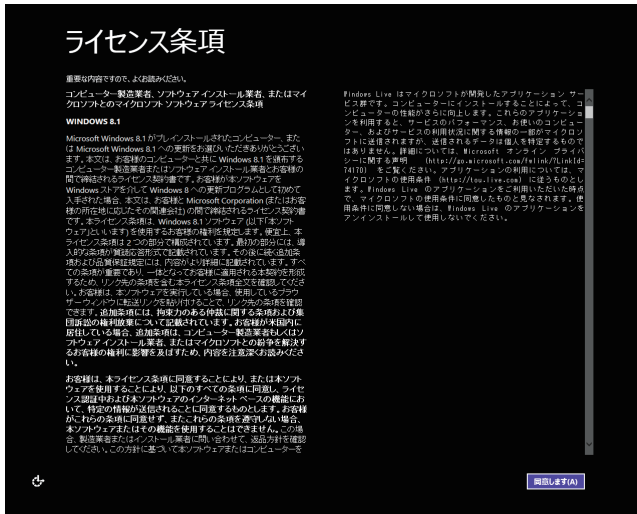 ライセンス条項
重要な内容ですので、よくお読みください。
コンピューター製造業者、ソフトウェア インストール業者、またはマイ
クロソフトとのマイクロソフト ソフトウェア ライセンス条項
WINDOWS 8.1
Microsoft Windows 8.1 がプレインストールされたコンピューター、また
は Microsoft Windows 8.1 への更新をお選びいただきありがとうござい
ます。本文は、お客様のコンピューターと共に Windows 8.1 を頒布する
コンピューター製造業者またはソフトウェア インストール業者とお客様の
間で締結されるライセンス契約書です。お客様が本ソフトウェアを
Windows ストアを介して Windows 8 への更新プログラムとして初めて
入手された場合、本文は、お客様と Microsoft Corporation (またはお客
様の所在地に応じたその関連会社) の間で締結されるライセンス契約書
です。本ライセンス条項は、Windows 8.1 ソフトウェア (以下「本ソフト
ウェア」といいます) を使用するお客様の権利を規定します。便宜上、本
ライセンス条項は 2 つの部分で構成されています。最初の部分には、導
入的な条項が質疑応答形式で記載されています。その後に続く追加条
項および品質保証規定には、内容がより詳細に記載されています。すべ
ての条項が重要であり、一体となってお客様に適用される本契約を形成
するため、リンク先の条項を含む本ライセンス条項全文を確認してくださ
い。お客様は、本ソフトウェアを実行している場合、使用しているブラウ
ザー ウィンドウに転送リンクを貼り付けることで、リンク先の条項を確認
できます。追加条項には、拘束力のある仲裁に関する条項および集
団訴訟の権利放棄について記載されています。お客様が米国内に
居住している場合、追加条項は、コンピューター製造業者もしくはソ
フトウェア インストール業者、またはマイクロソフトとの紛争を解決す
るお客様の権利に影響を及ぼすため、内容を注意深くお読みくださ
い。
お客様は、本ライセンス条項に同意することにより、または本ソフト
ウェアを使用することにより、以下のすべての条項に同意し、ライセ
ンス認証中および本ソフトウェアのインターネット ベースの機能にお
いて、特定の情報が送信されることに同意するものとします。お客様
がこれらの条項に同意せず、またこれらの条項を遵守しない場合、
本ソフトウェアまたはその機能を使用することはできません。この場
合、製造業者またはインストール業者に問い合わせて、返品方針を確認
してください。この方針に基づいて本ソフトウェアまたはコンピューターを
Windows Live はマイクロソフトが開発したアプリケーション サー
ビス群です。コンピューターにインストールすることによって、コ
ンピューターの性能がさらに向上します。これらのアプリケーショ
ンを利用すると、サービスのパフォーマンス、お使いのコンピュー
ター、およびサービスの利用状況に関する情報の一部がマイクロソ
フトに送信されますが、送信されるデータは個人を特定するもので
はありません。詳細については、Microsoft オンライン プライバ
シーに関する声明 (http://go.microsoft.com/fwlink/?LinkId=
74170) をご覧ください。アプリケーションの利用については、マ
イクロソフトの使用条件 (http://tou.live.com) に従うものとし
ます。Windows Live のアプリケーションをご利用いただいた時点
で、マイクロソフトの使用条件に同意したものと見なされます。使
用条件に同意しない場合は、Windows Live のアプリケーションを
アンインストールして使用しないでください。
同意します(A)